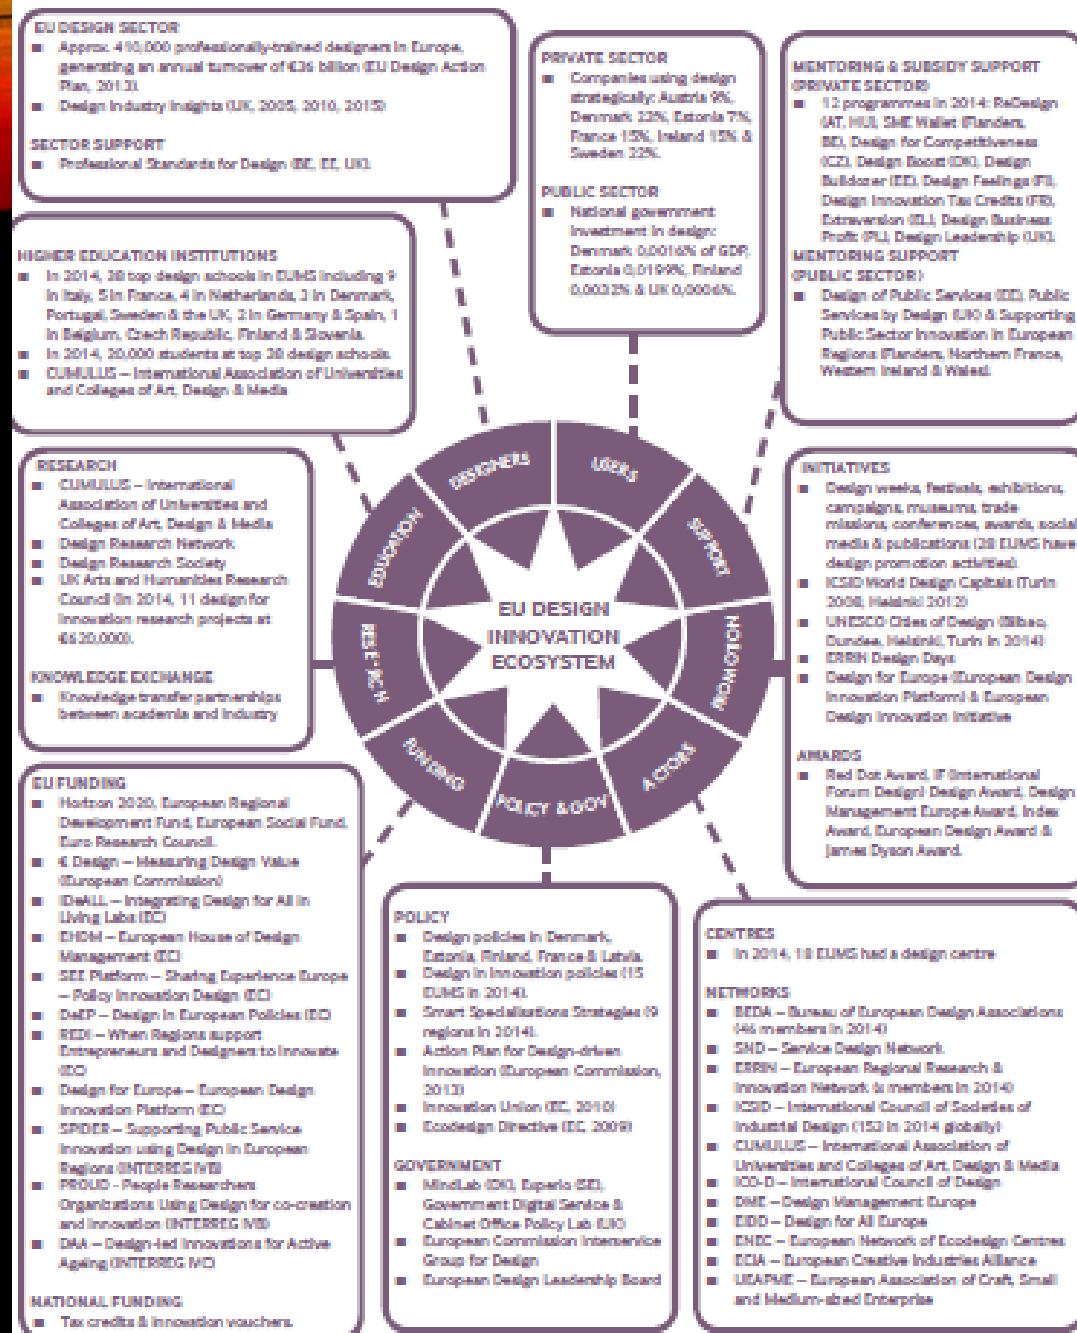 EU DESIGN SECTOR
Approx. 410,000 professionally-trained designers in Europe,
generating an annual turnover of €36 billion (EU Design Action
Plan, 2013).
Design Industry Insights (UK, 2005, 2010, 2015)
SECTOR SUPPORT
Professional Standards for Design (BE, EE, UK).
PRIVATE SECTOR
Companies using design
strategically: Austria 9%,
Denmark 23%, Estonia 7%,
France 15%, Ireland 15% &
Sweden 22%.
PUBLIC SECTOR
National government
investment in design:
Denmark 0,0016% of GDP,
Estonia 0,0199%, Finland
0,0032% & UK 0,0006%.
MENTORING & SUBSIDY SUPPORT
(PRIVATE SECTOR)
12 programmes in 2014: ReDesign
(AT, HU), SME Wallet (Flanders,
BE), Design for Competitiveness
(CZ), Design Boost (DK), Design
Bulldozer (EE), Design Feelings (FI),
Design Innovation Tax Credits (FR),
Extraversion (EL), Design Business
Profit (PL), Design Leadership (UK).
MENTORING SUPPORT
(PUBLIC SECTOR)
Design of Public Services (EE), Public
Services by Design (UK) & Supporting
Public Sector Innovation in European
Regions (Flanders, Northern France,
Western Ireland & Wales).
HIGHER EDUCATION INSTITUTIONS
In 2014, 38 top design schools in EUMS including 9
in Italy, 5 in France, 4 in Netherlands, 3 in Denmark,
Portugal, Sweden & the UK, 2 in Germany & Spain, 1
in Belgium, Czech Republic, Finland & Slovenia.
In 2014, 20,000 students at top 38 design schools.
CUMULUS – International Association of Universities
and Colleges of Art, Design & Media
DESIGNERS
USERS
SUPPORT
PROMOTION
ACTORS
POLICY & GOV
FUNDING
RESEARCH
EDUCATION
EU DESIGN
INNOVATION
ECOSYSTEM
RESEARCH
CUMULUS – International
Association of Universities and
Colleges of Art, Design & Media
Design Research Network
Design Research Society
UK Arts and Humanities Research
Council (in 2014, 11 design for
innovation research projects at
€620,000).
KNOWLEDGE EXCHANGE
Knowledge transfer partnerships
between academia and industry
INITIATIVES
Design weeks, festivals, exhibitions,
campaigns, museums, trade
missions, conferences, awards, social
media & publications (28 EUMS have
design promotion activities).
ICSID World Design Capitals (Turin
2008, Helsinki 2012)
UNESCO Cities of Design (Bilbao,
Dundee, Helsinki, Turin in 2014)
ERRIN Design Days
Design for Europe (European Design
Innovation Platform) & European
Design Innovation Initiative
AWARDS
Red Dot Award, iF (International
Forum Design) Design Award, Design
Management Europe Award, Index
Award, European Design Award &
James Dyson Award.
EU FUNDING
Horizon 2020, European Regional
Development Fund, European Social Fund,
Euro Research Council.
€ Design – Measuring Design Value
(European Commission)
IDeALL – Integrating Design for All in
Living Labs (EC)
EHDM – European House of Design
Management (EC)
SEE Platform – Sharing Experience Europe
– Policy Innovation Design (EC)
DeEP – Design in European Policies (EC)
REDI – When Regions support
Entrepreneurs and Designers to Innovate
(EC)
Design for Europe – European Design
Innovation Platform (EC)
SPIDER – Supporting Public Service
Innovation using Design in European
Regions (INTERREG IVB)
PROUD - People Researchers
Organizations Using Design for co-creation
and Innovation (INTERREG IVB)
DAA – Design-led Innovations for Active
Ageing (INTERREG IVC)
NATIONAL FUNDING
Tax credits & innovation vouchers.
POLICY
Design policies in Denmark,
Estonia, Finland, France & Latvia.
Design in innovation policies (15
EUMS in 2014).
Smart Specialisations Strategies (9
regions in 2014).
Action Plan for Design-driven
Innovation (European Commission,
2013)
Innovation Union (EC, 2010)
Ecodesign Directive (EC, 2009)
GOVERNMENT
MindLab (DK), Experio (SE),
Government Digital Service &
Cabinet Office Policy Lab (UK)
European Commission Interservice
Group for Design
European Design Leadership Board
CENTRES
In 2014, 18 EUMS had a design centre
NETWORKS
BEDA – Bureau of European Design Associations
(46 members in 2014)
SND – Service Design Network
ERRIN – European Regional Research &
Innovation Network (x members in 2014)
ICSID – International Council of Societies of
Industrial Design (153 in 2014 globally)
CUMULUS – International Association of
Universities and Colleges of Art, Design & Media
ICO-D – International Council of Design
DME – Design Management Europe
EIDD – Design for All Europe
ENEC – European Network of Ecodesign Centres
ECIA – European Creative Industries Alliance
UEAPME – European Association of Craft, Small
and Medium-sized Enterprise